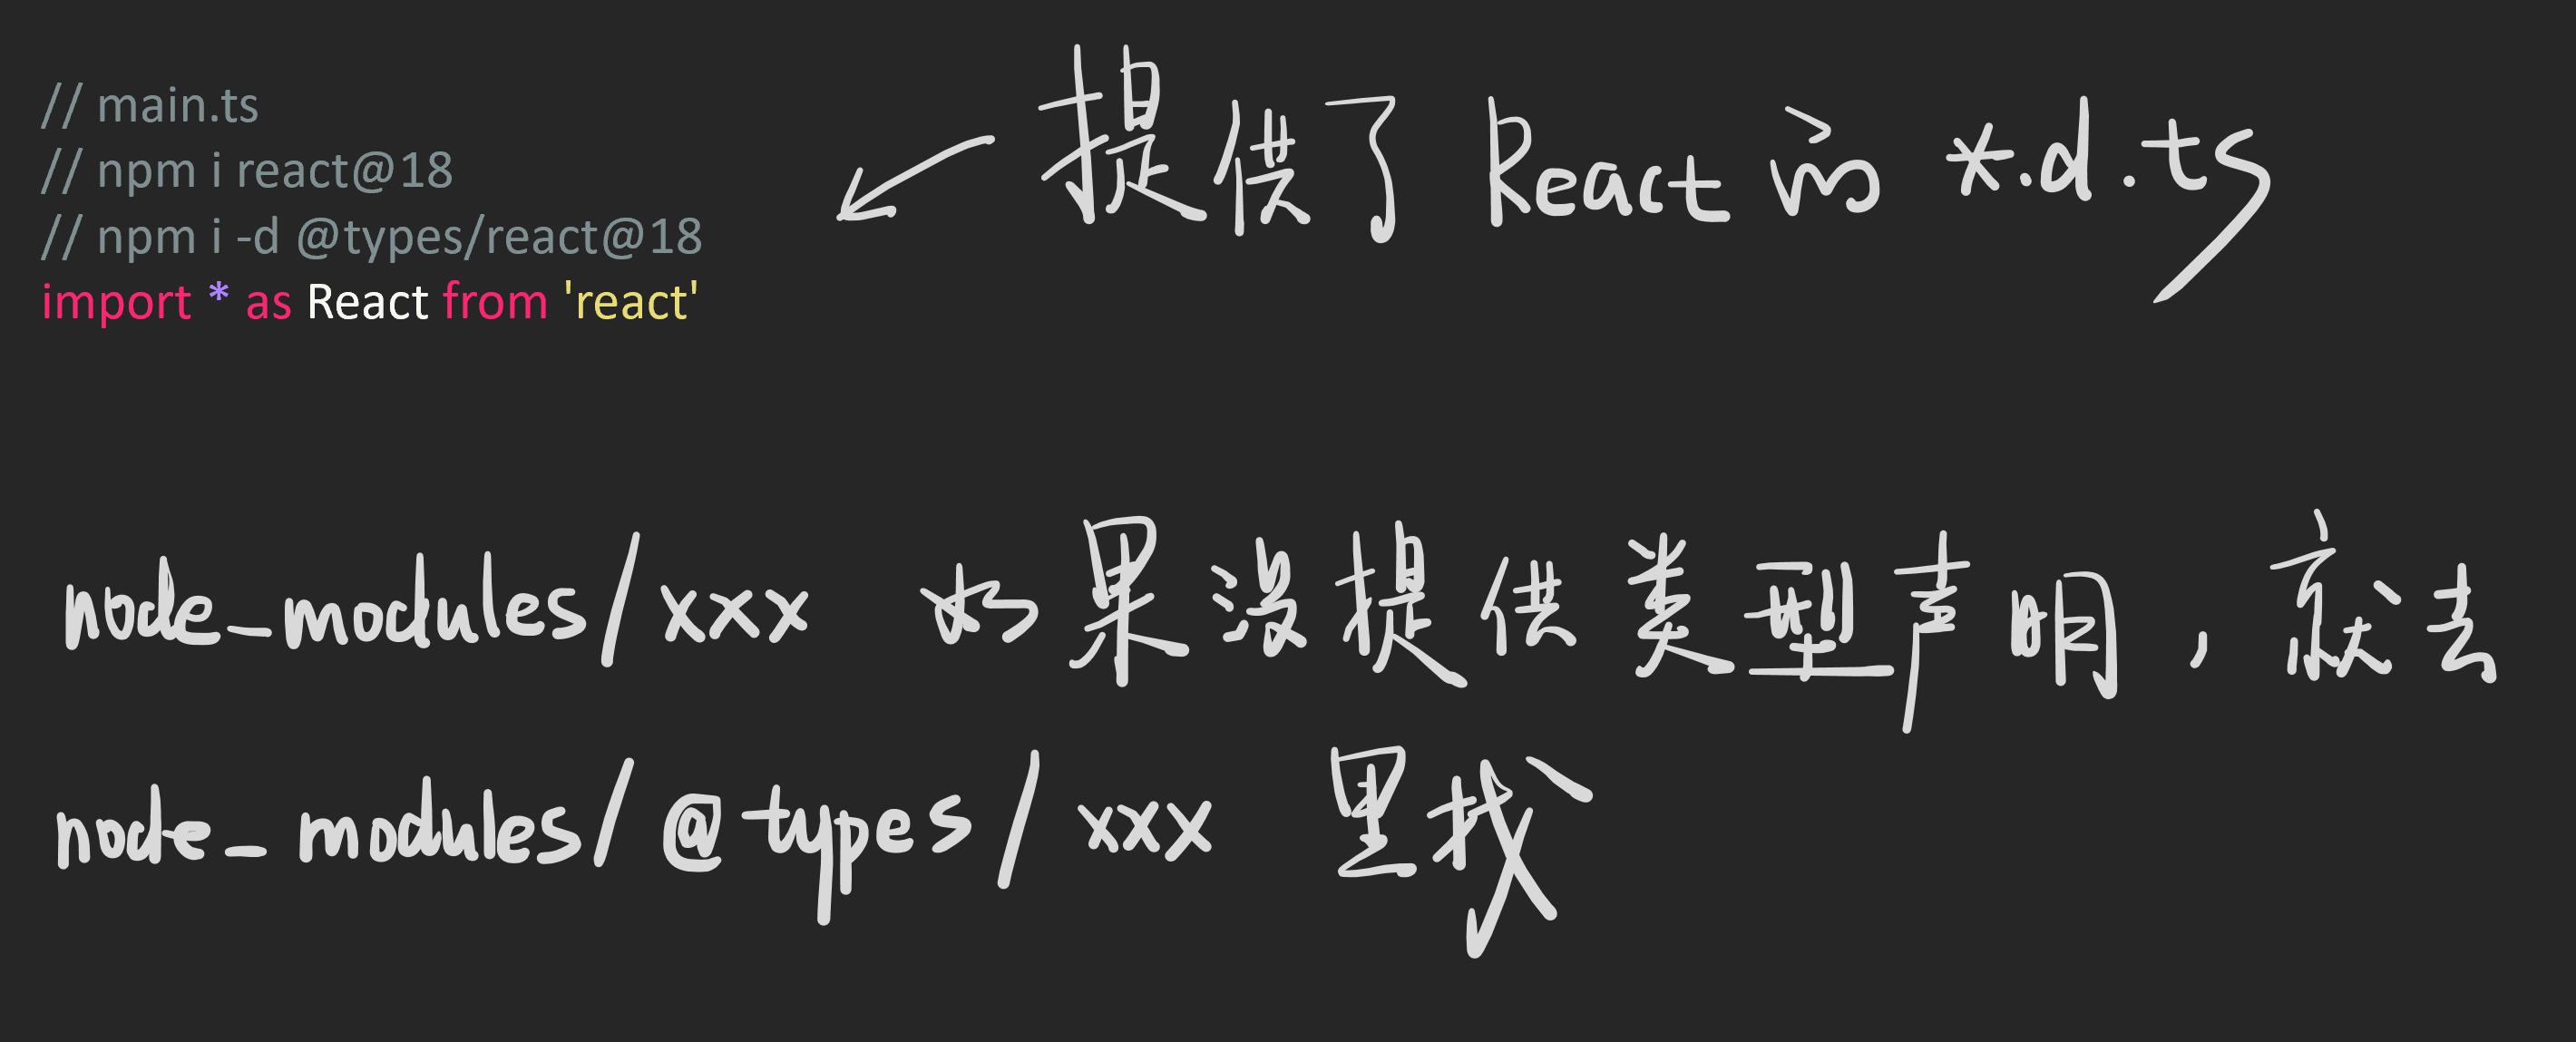 // main.ts
// npm i react@18
// npm i -d @types/react@18
import * as React from 'react'
提供了 React 的 *.d.ts
node_modules/xxx 如果没提供类型声明，就去
node_modules/@types/xxx 里找